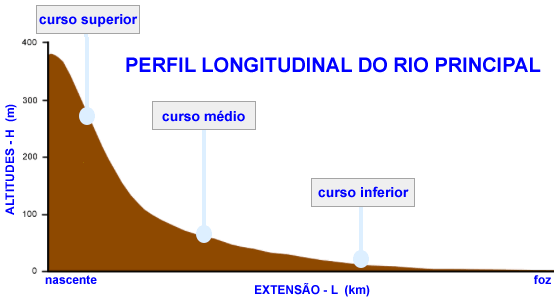 curso superior
PERFIL LONGITUDINAL DO RIO PRINCIPAL
curso médio
curso inferior
ALTITUDES - H (m)
400
300
200
100
0
nascente
foz
EXTENSÃO - L (km)